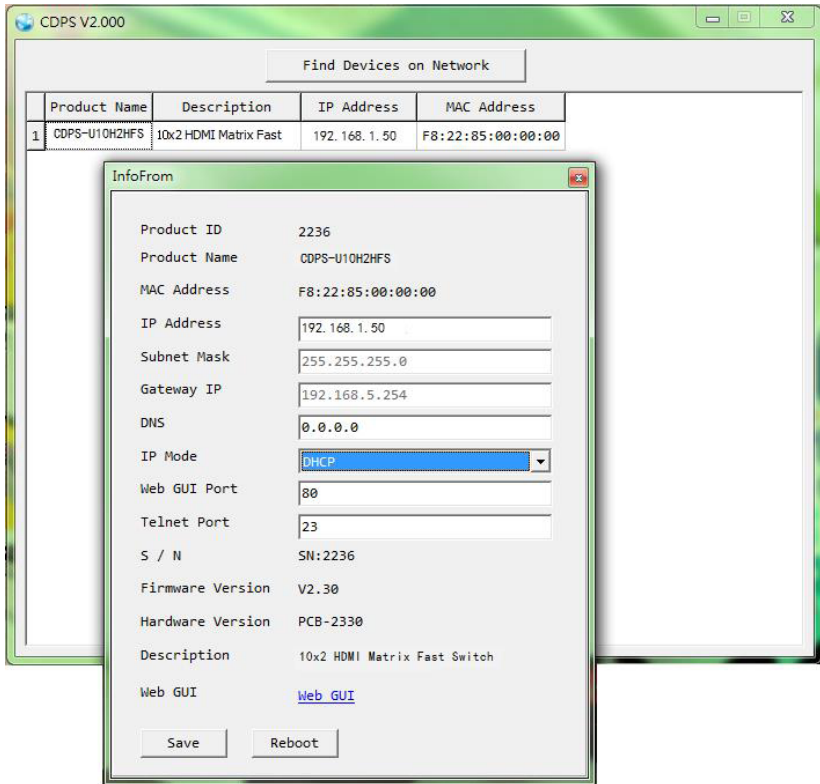 CDPS V2.000
Find Devices on Network
Product Name Description IP Address MAC Address
1 CDPS-U10H2HFS 10x2 HDMI Matrix Fast 192.168.1.50 F8:22:85:00:00:00
InfoFrom
Product ID 2236
Product Name CDPS-U10H2HFS
MAC Address F8:22:85:00:00:00
IP Address 192.168.1.50
Subnet Mask 255.255.255.0
Gateway IP 192.168.5.254
DNS 0.0.0.0
IP Mode DHCP
Web GUI Port 80
Telnet Port 23
S / N SN:2236
Firmware Version V2.30
Hardware Version PCB-2330
Description 10x2 HDMI Matrix Fast Switch
Web GUI Web GUI
Save Reboot